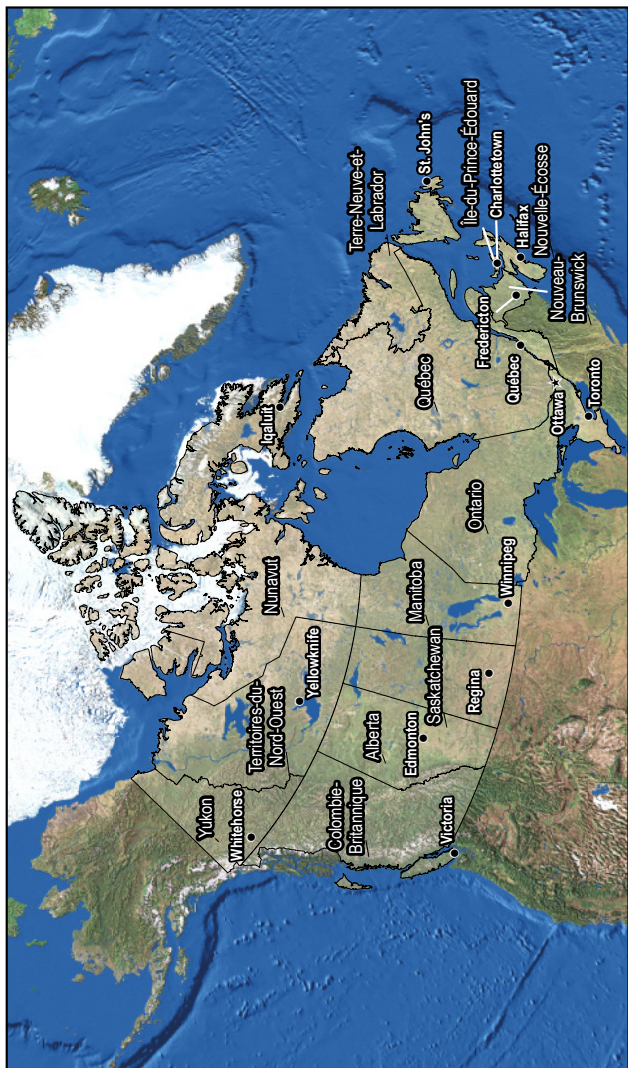 Yukon
Whitehorse
Territoires-du-
Nord-Ouest
Yellowknife
Nunavut
Iqaluit
Colombie-
Britannique
Victoria
Alberta
Edmonton
Saskatchewan
Regina
Manitoba
Winnipeg
Ontario
Toronto
Ottawa
Québec
Québec
Terre-Neuve-et-
Labrador
St. John's
Île-du-Prince-Édouard
Charlottetown
Halifax
Nouvelle-Écosse
Fredericton
Nouveau-
Brunswick